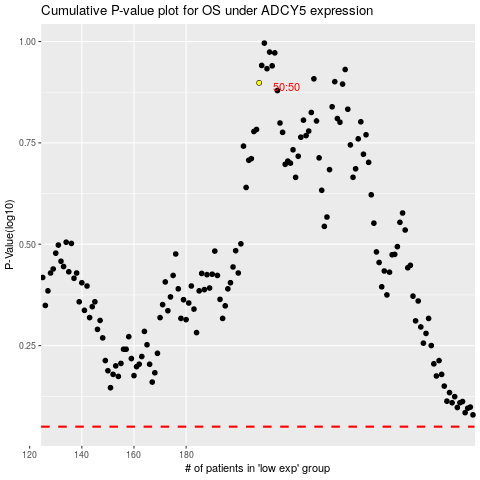 Cumulative P-value plot for OS under ADCY5 expression
P-Value(log10)
1.00
0.75
0.50
0.25
50:50
120 140 160 180
# of patients in 'low exp' group